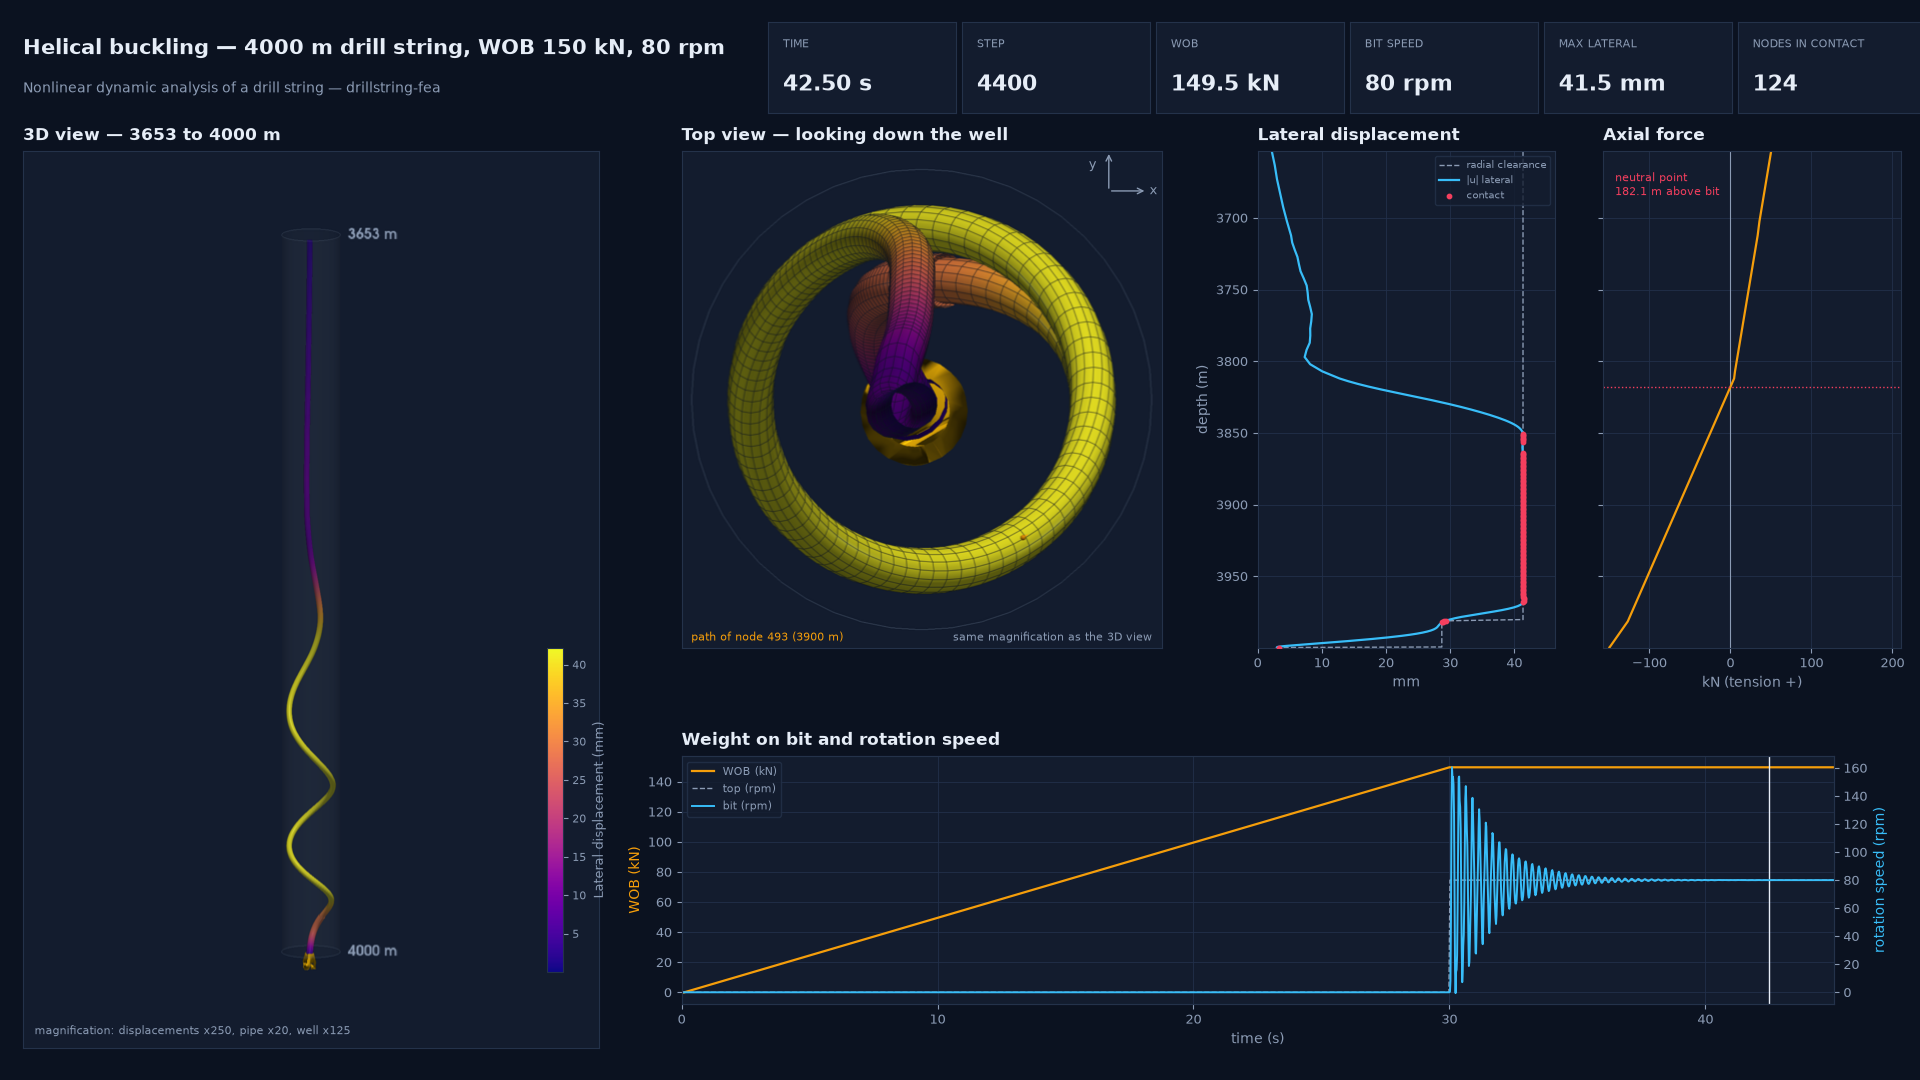 Helical buckling — 4000 m drill string, WOB 150 kN, 80 rpm
Nonlinear dynamic analysis of a drill string — drillstring-fea
TIME
42.50 s
STEP
4400
WOB
149.5 kN
BIT SPEED
80 rpm
MAX LATERAL
41.5 mm
NODES IN CONTACT
124
3D view — 3653 to 4000 m
3653 m
4000 m
40
35
30
25
20
15
10
5
Lateral displacement (mm)
magnification: displacements x250, pipe x20, well x125
Top view — looking down the well
y
x
path of node 493 (3900 m)
same magnification as the 3D view
Lateral displacement
radial clearance
|u| lateral
contact
3700
3750
3800
3850
3900
3950
depth (m)
0 10 20 30 40
mm
Axial force
neutral point
182.1 m above bit
−100 0 100 200
kN (tension +)
Weight on bit and rotation speed
WOB (kN)
top (rpm)
bit (rpm)
140
120
100
80
60
40
20
0
WOB (kN)
160
140
120
100
80
60
40
20
0
rotation speed (rpm)
0 10 20 30 40
time (s)